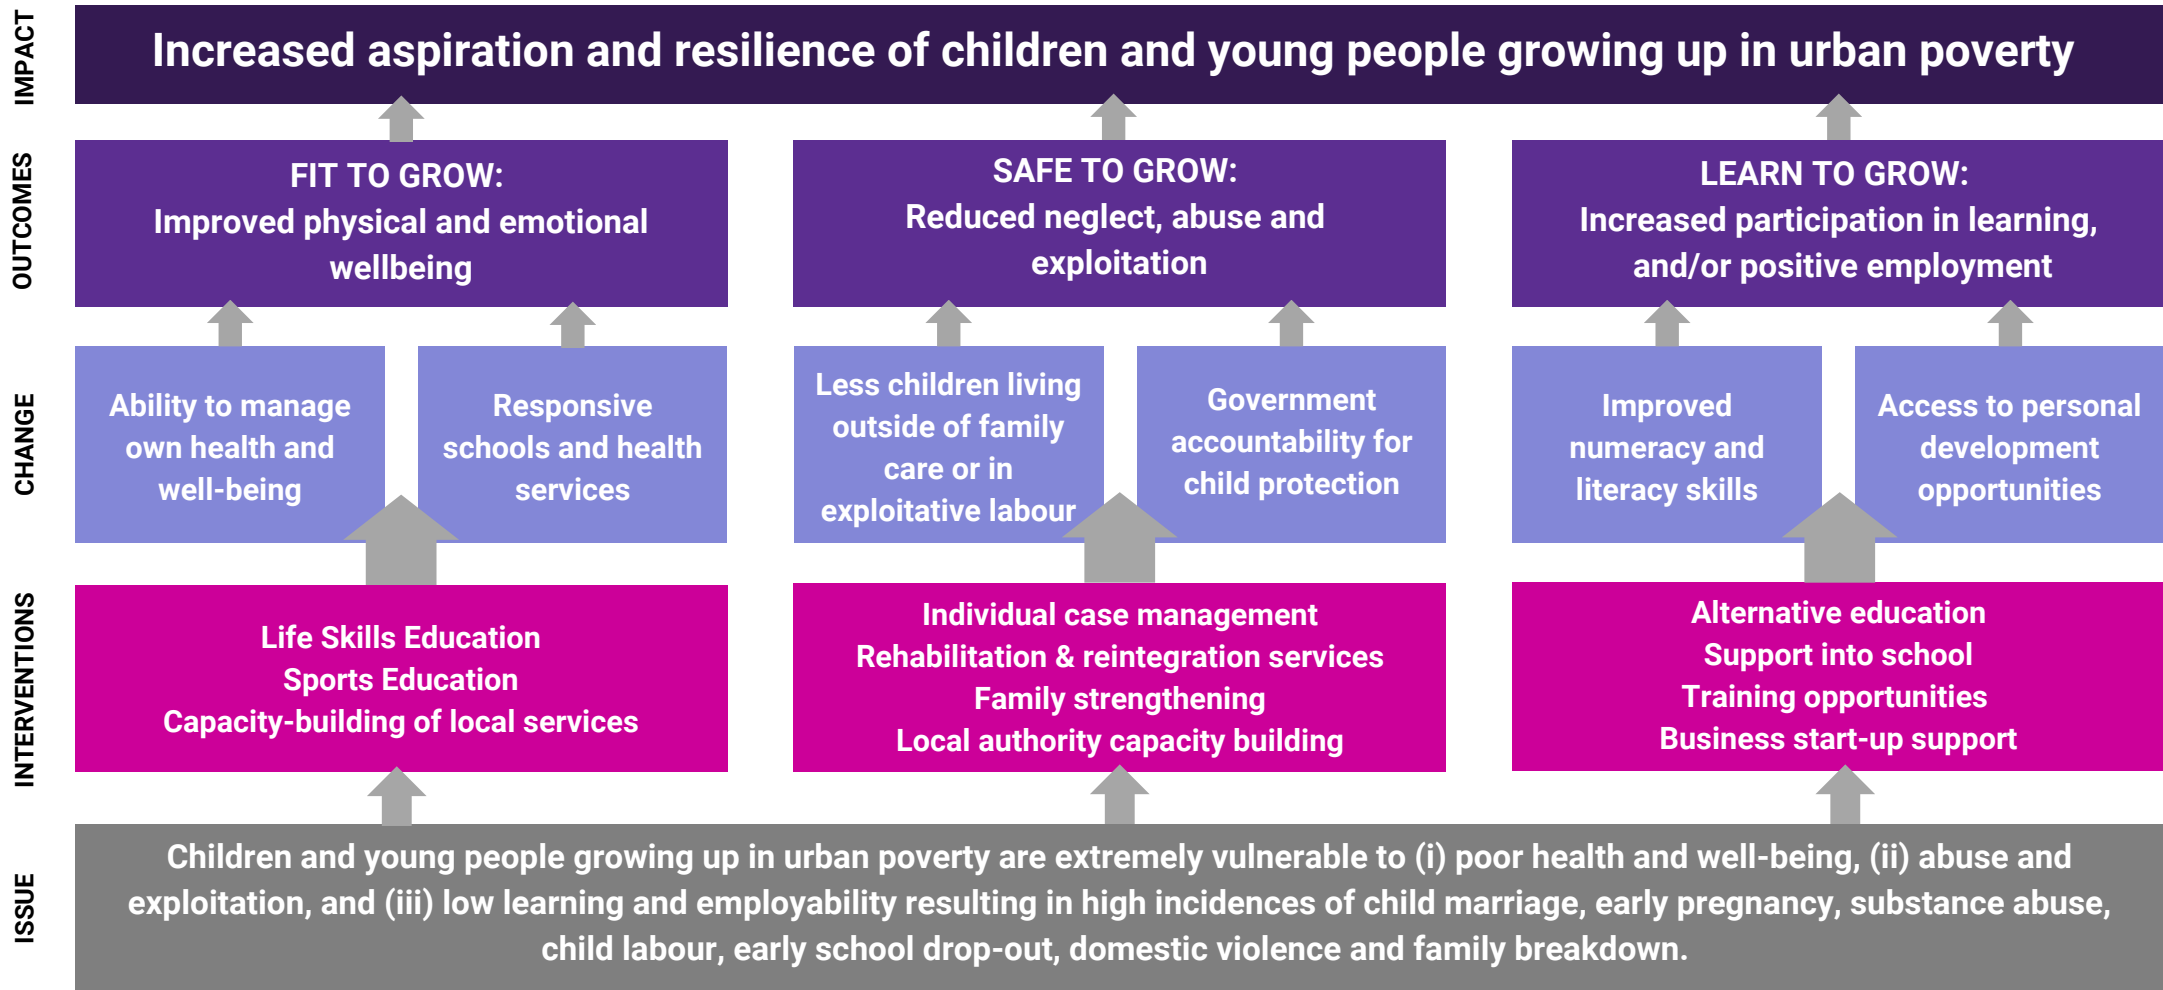 IMPACT
Increased aspiration and resilience of children and young people growing up in urban poverty
OUTCOMES
FIT TO GROW:
Improved physical and emotional
wellbeing
SAFE TO GROW:
Reduced neglect, abuse and
exploitation
LEARN TO GROW:
Increased participation in learning,
and/or positive employment
CHANGE
Ability to manage
own health and
well-being
Responsive
schools and health
services
Less children living
outside of family
care or in
exploitative labour
Government
accountability for
child protection
Improved
numeracy and
literacy skills
Access to personal
development
opportunities
INTERVENTIONS
Life Skills Education
Sports Education
Capacity-building of local services
Individual case management
Rehabilitation & reintegration services
Family strengthening
Local authority capacity building
Alternative education
Support into school
Training opportunities
Business start-up support
ISSUE
Children and young people growing up in urban poverty are extremely vulnerable to (i) poor health and well-being, (ii) abuse and
exploitation, and (iii) low learning and employability resulting in high incidences of child marriage, early pregnancy, substance abuse,
child labour, early school drop-out, domestic violence and family breakdown.